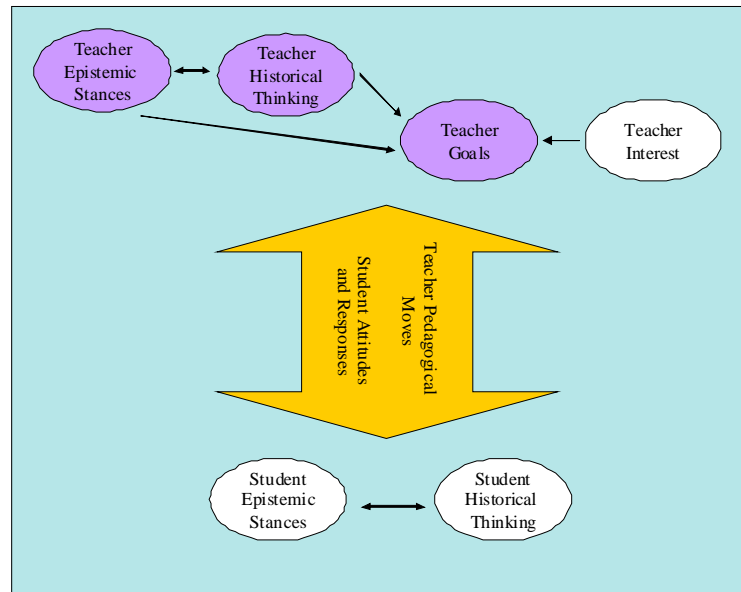 Teacher
Epistemic
Stances
Teacher
Historical
Thinking
Teacher
Goals
Teacher
Interest
Teacher Pedagogical
Moves
Student Attitudes
and Responses
Student
Epistemic
Stances
Student
Historical
Thinking